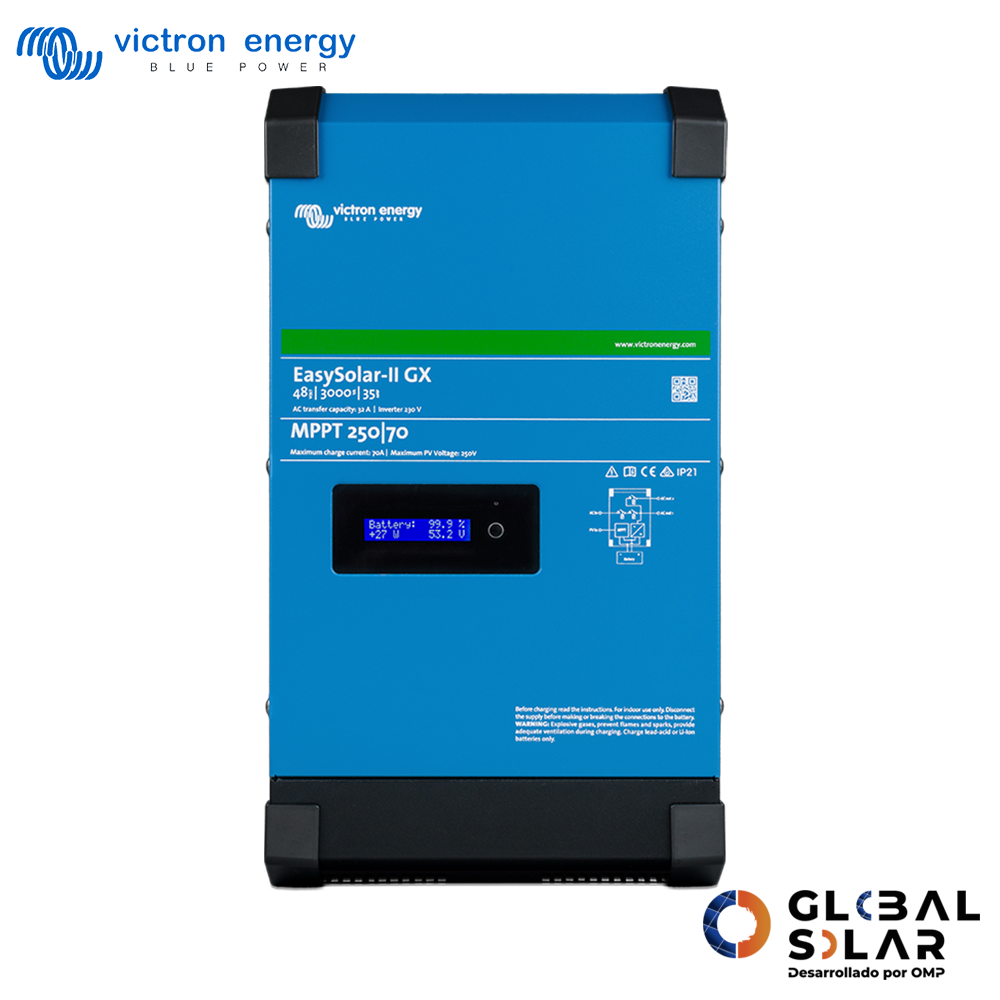 victron energy
BLUE POWER
victron energy
BLUE POWER
www.victronenergy.com
EasySolar-II GX
48 | 3000 | 35
AC transfer capacity: 32 A | Inverter 230 V
MPPT 250|70
Maximum charge current: 70A | Maximum PV Voltage: 250V
CE IP21
Battery: 99.9 %
+27 W 53.2 V
Battery
Before charging read the instructions. For indoor use only. Disconnect
the supply before making or breaking the connections to the battery.
WARNING: Explosive gases, prevent flames and sparks, provide
adequate ventilation during charging. Charge lead-acid or Li-Ion
batteries only.
GLOBAL
SOLAR
Desarrollado por OMP